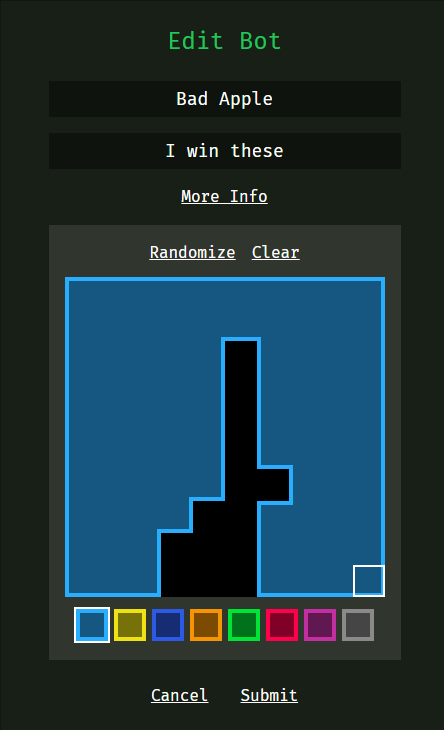 Edit Bot
Bad Apple
I win these
More Info
Randomize Clear
Cancel Submit